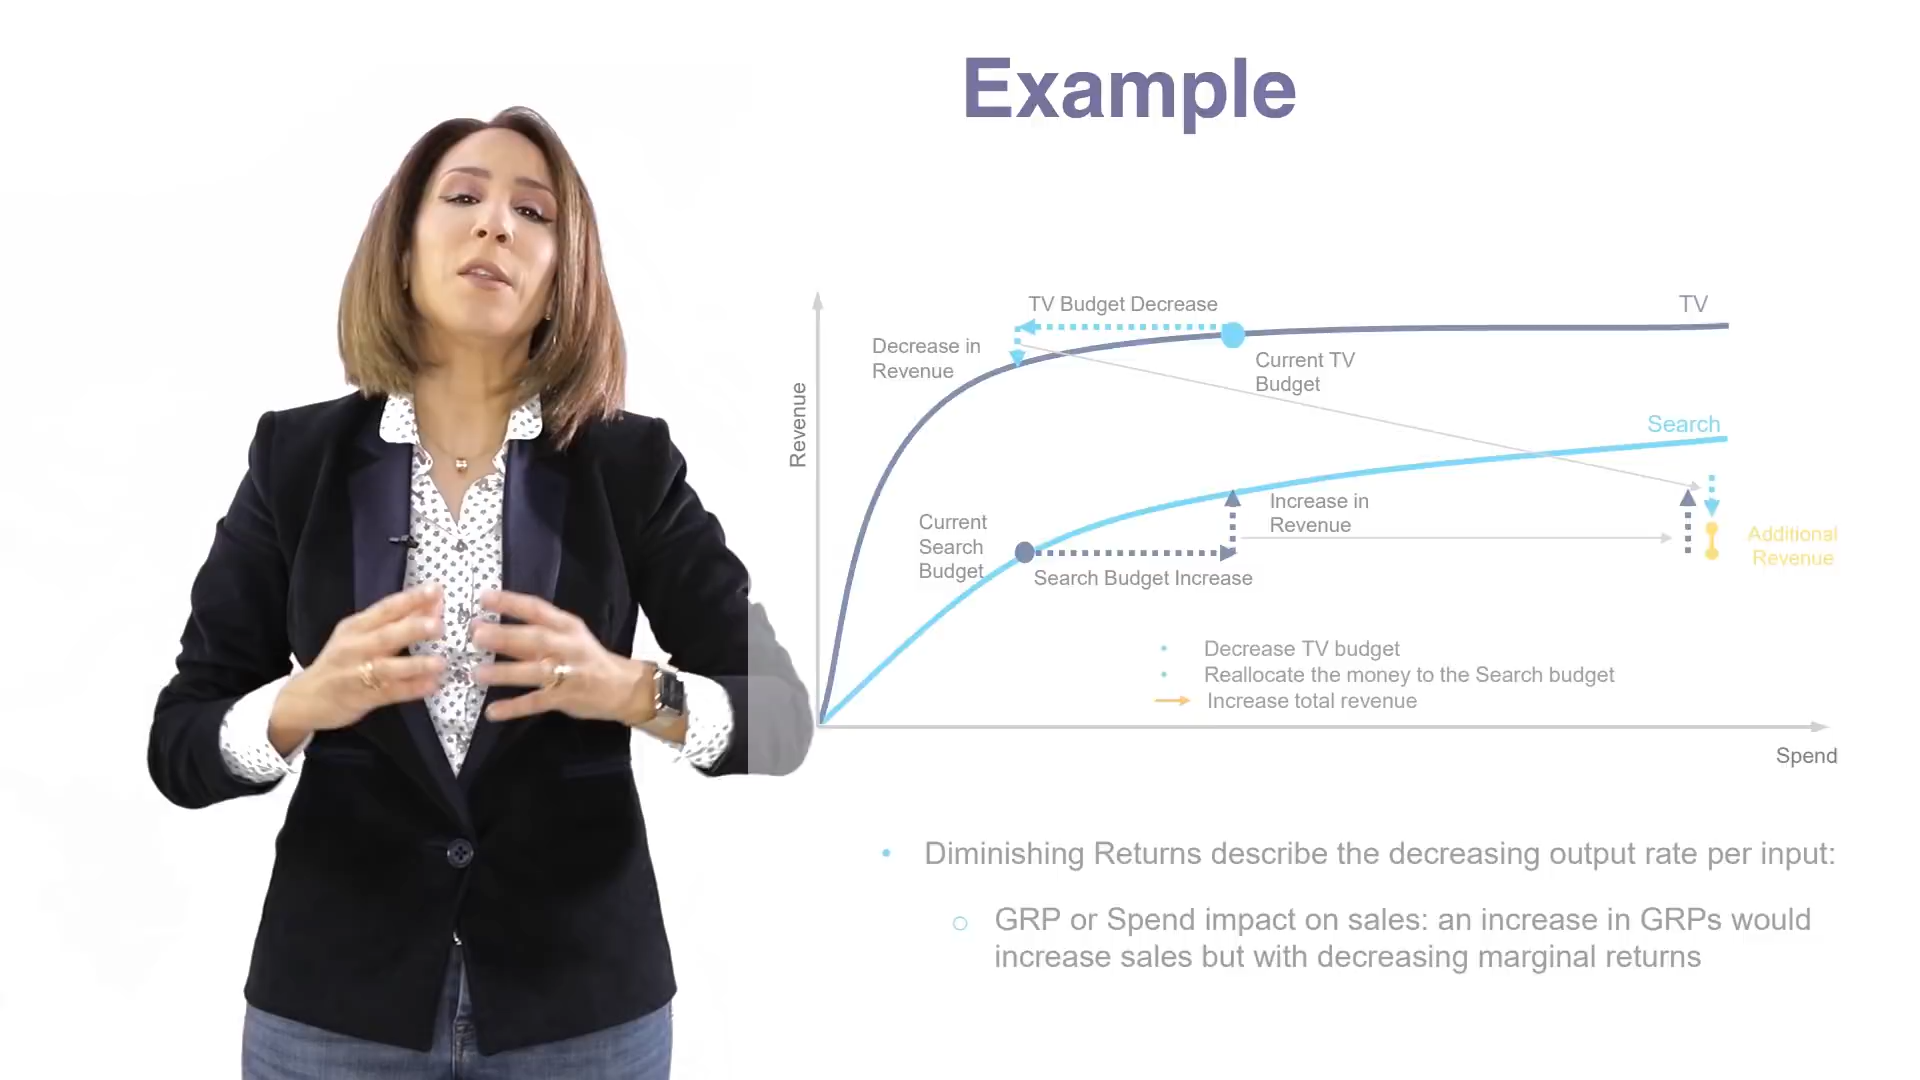 Example
TV Budget Decrease
TV
Decrease in
Revenue
Current TV
Budget
Revenue
Search
Increase in
Revenue
Current
Search
Budget
Search Budget Increase
Additional
Revenue
• Decrease TV budget
• Reallocate the money to the Search budget
Increase total revenue
Spend
• Diminishing Returns describe the decreasing output rate per input:
○ GRP or Spend impact on sales: an increase in GRPs would
increase sales but with decreasing marginal returns